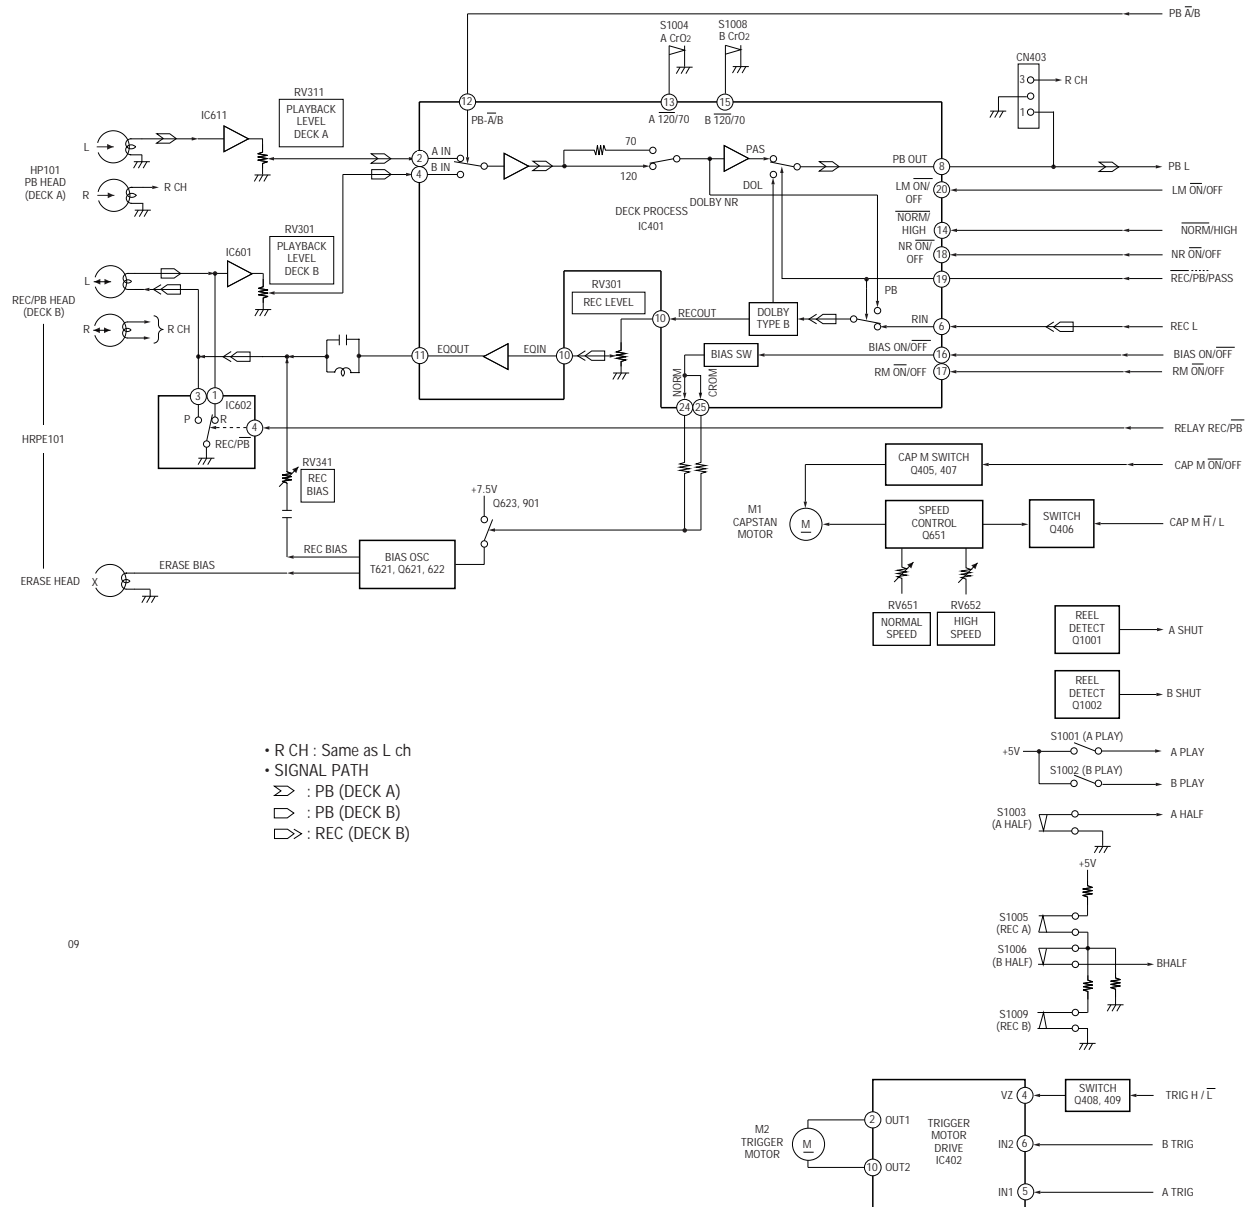 PB A/B
S1004
A CrO2
S1008
B CrO2
CN403
3
R CH
1
RV311
PLAYBACK
LEVEL
DECK A
IC611
12
PB-A/B
13
A 120/70
15
B 120/70
L
HP101
PB HEAD
(DECK A)
R
R CH
2
A IN
4
B IN
70
120
PAS
DOL
DOLBY NR
DECK PROCESS
IC401
PB OUT
8
PB L
LM ON/
OFF
20
LM ON/OFF
NORM/
HIGH
14
NORM/HIGH
NR ON/
OFF
18
NR ON/OFF
19
REC/PB/PASS
PB
RV301
PLAYBACK
LEVEL
DECK B
IC601
L
REC/PB HEAD
(DECK B)
R
R CH
RV301
REC LEVEL
10
RECOUT
DOLBY
TYPE B
RIN
6
REC L
11
EQOUT
EQIN
10
BIAS SW
BIAS ON/OFF
16
BIAS ON/OFF
RM ON/OFF
17
RM ON/OFF
NORM
CROM
24
25
3
1
IC602
P
R
4
REC/PB
RELAY REC/PB
HRPE101
RV341
REC
BIAS
+7.5V
Q623, 901
REC BIAS
BIAS OSC
T621, Q621, 622
ERASE BIAS
ERASE HEAD
X
CAP M SWITCH
Q405, 407
CAP M ON/OFF
M1
CAPSTAN
MOTOR
M
SPEED
CONTROL
Q651
SWITCH
Q406
CAP M H / L
RV651
NORMAL
SPEED
RV652
HIGH
SPEED
REEL
DETECT
Q1001
A SHUT
REEL
DETECT
Q1002
B SHUT
• R CH : Same as L ch
• SIGNAL PATH
: PB (DECK A)
: PB (DECK B)
: REC (DECK B)
+5V
S1001 (A PLAY)
A PLAY
S1002 (B PLAY)
B PLAY
S1003
(A HALF)
A HALF
+5V
S1005
(REC A)
S1006
(B HALF)
BHALF
S1009
(REC B)
09
M2
TRIGGER
MOTOR
M
2
OUT1
10
OUT2
TRIGGER
MOTOR
DRIVE
IC402
VZ
4
SWITCH
Q408, 409
TRIG H / L
IN2
6
B TRIG
IN1
5
A TRIG